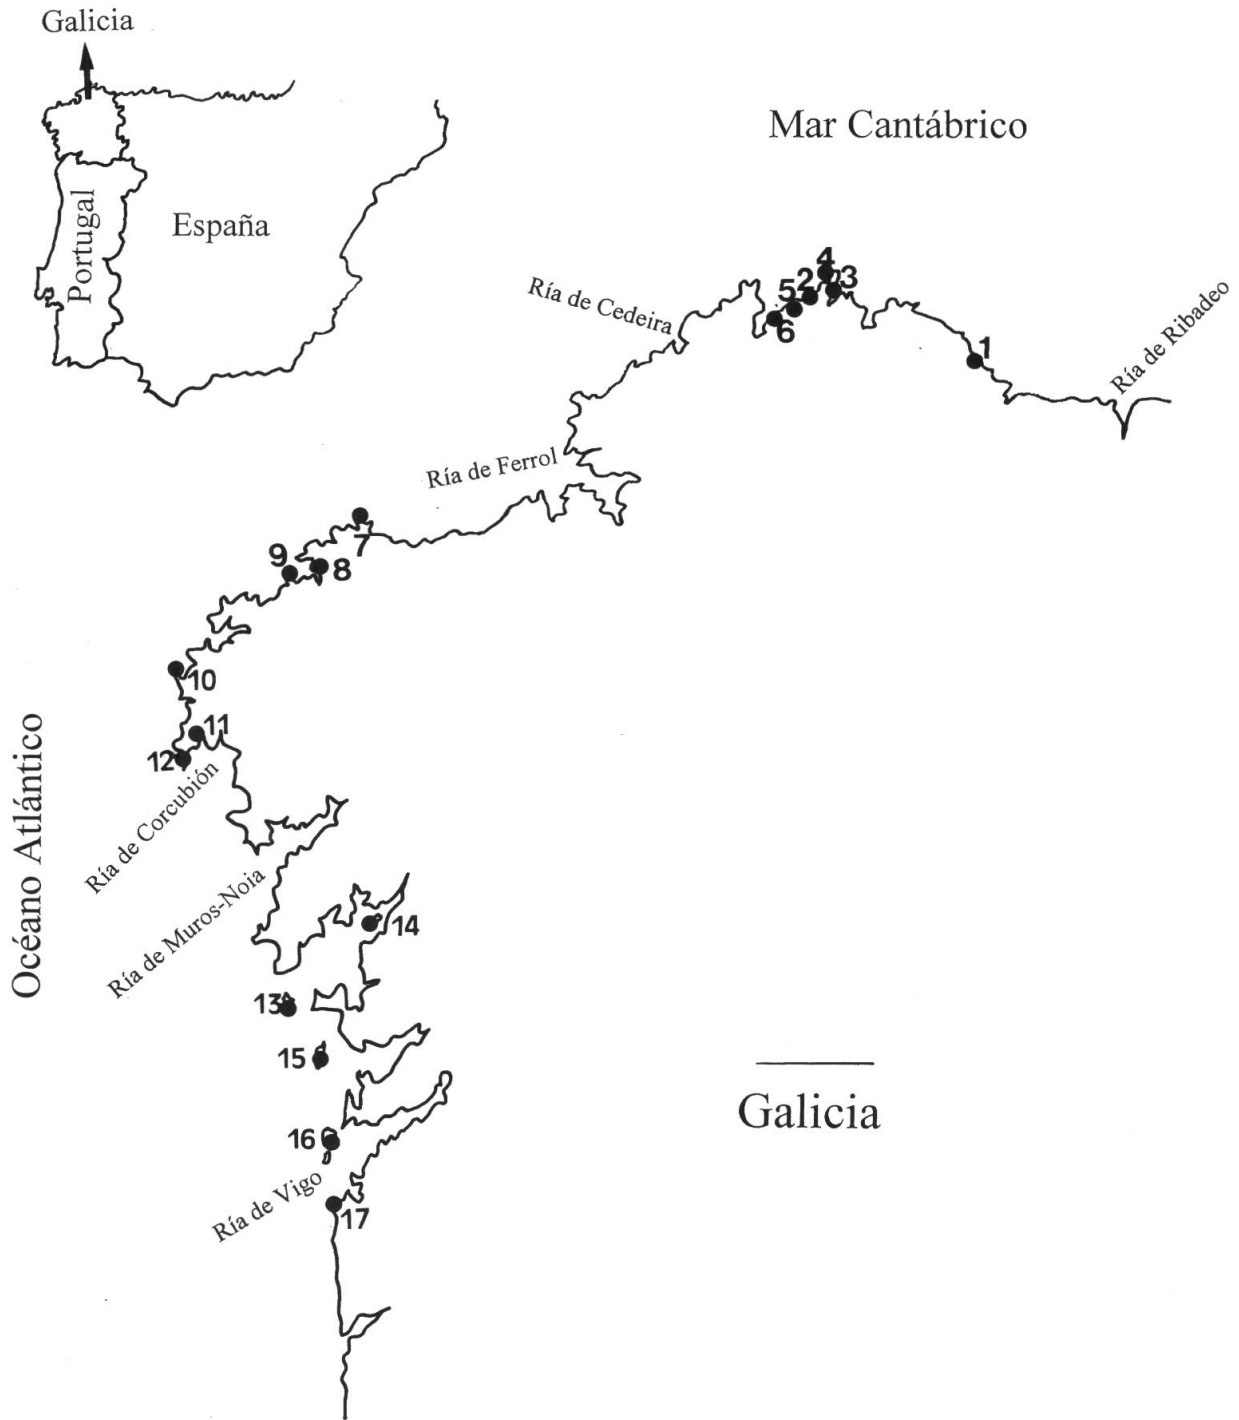 Galicia
Mar Cantábrico
España
Portugal
Ría de Cedeira
4
2
3
5
6
1
Ría de Ribadeo
Ría de Ferrol
7
9
8
10
11
12
Océano Atlántico
Ría de Corcubión
Ría de Muros-Noia
14
13
15
Galicia
16
Ría de Vigo
17